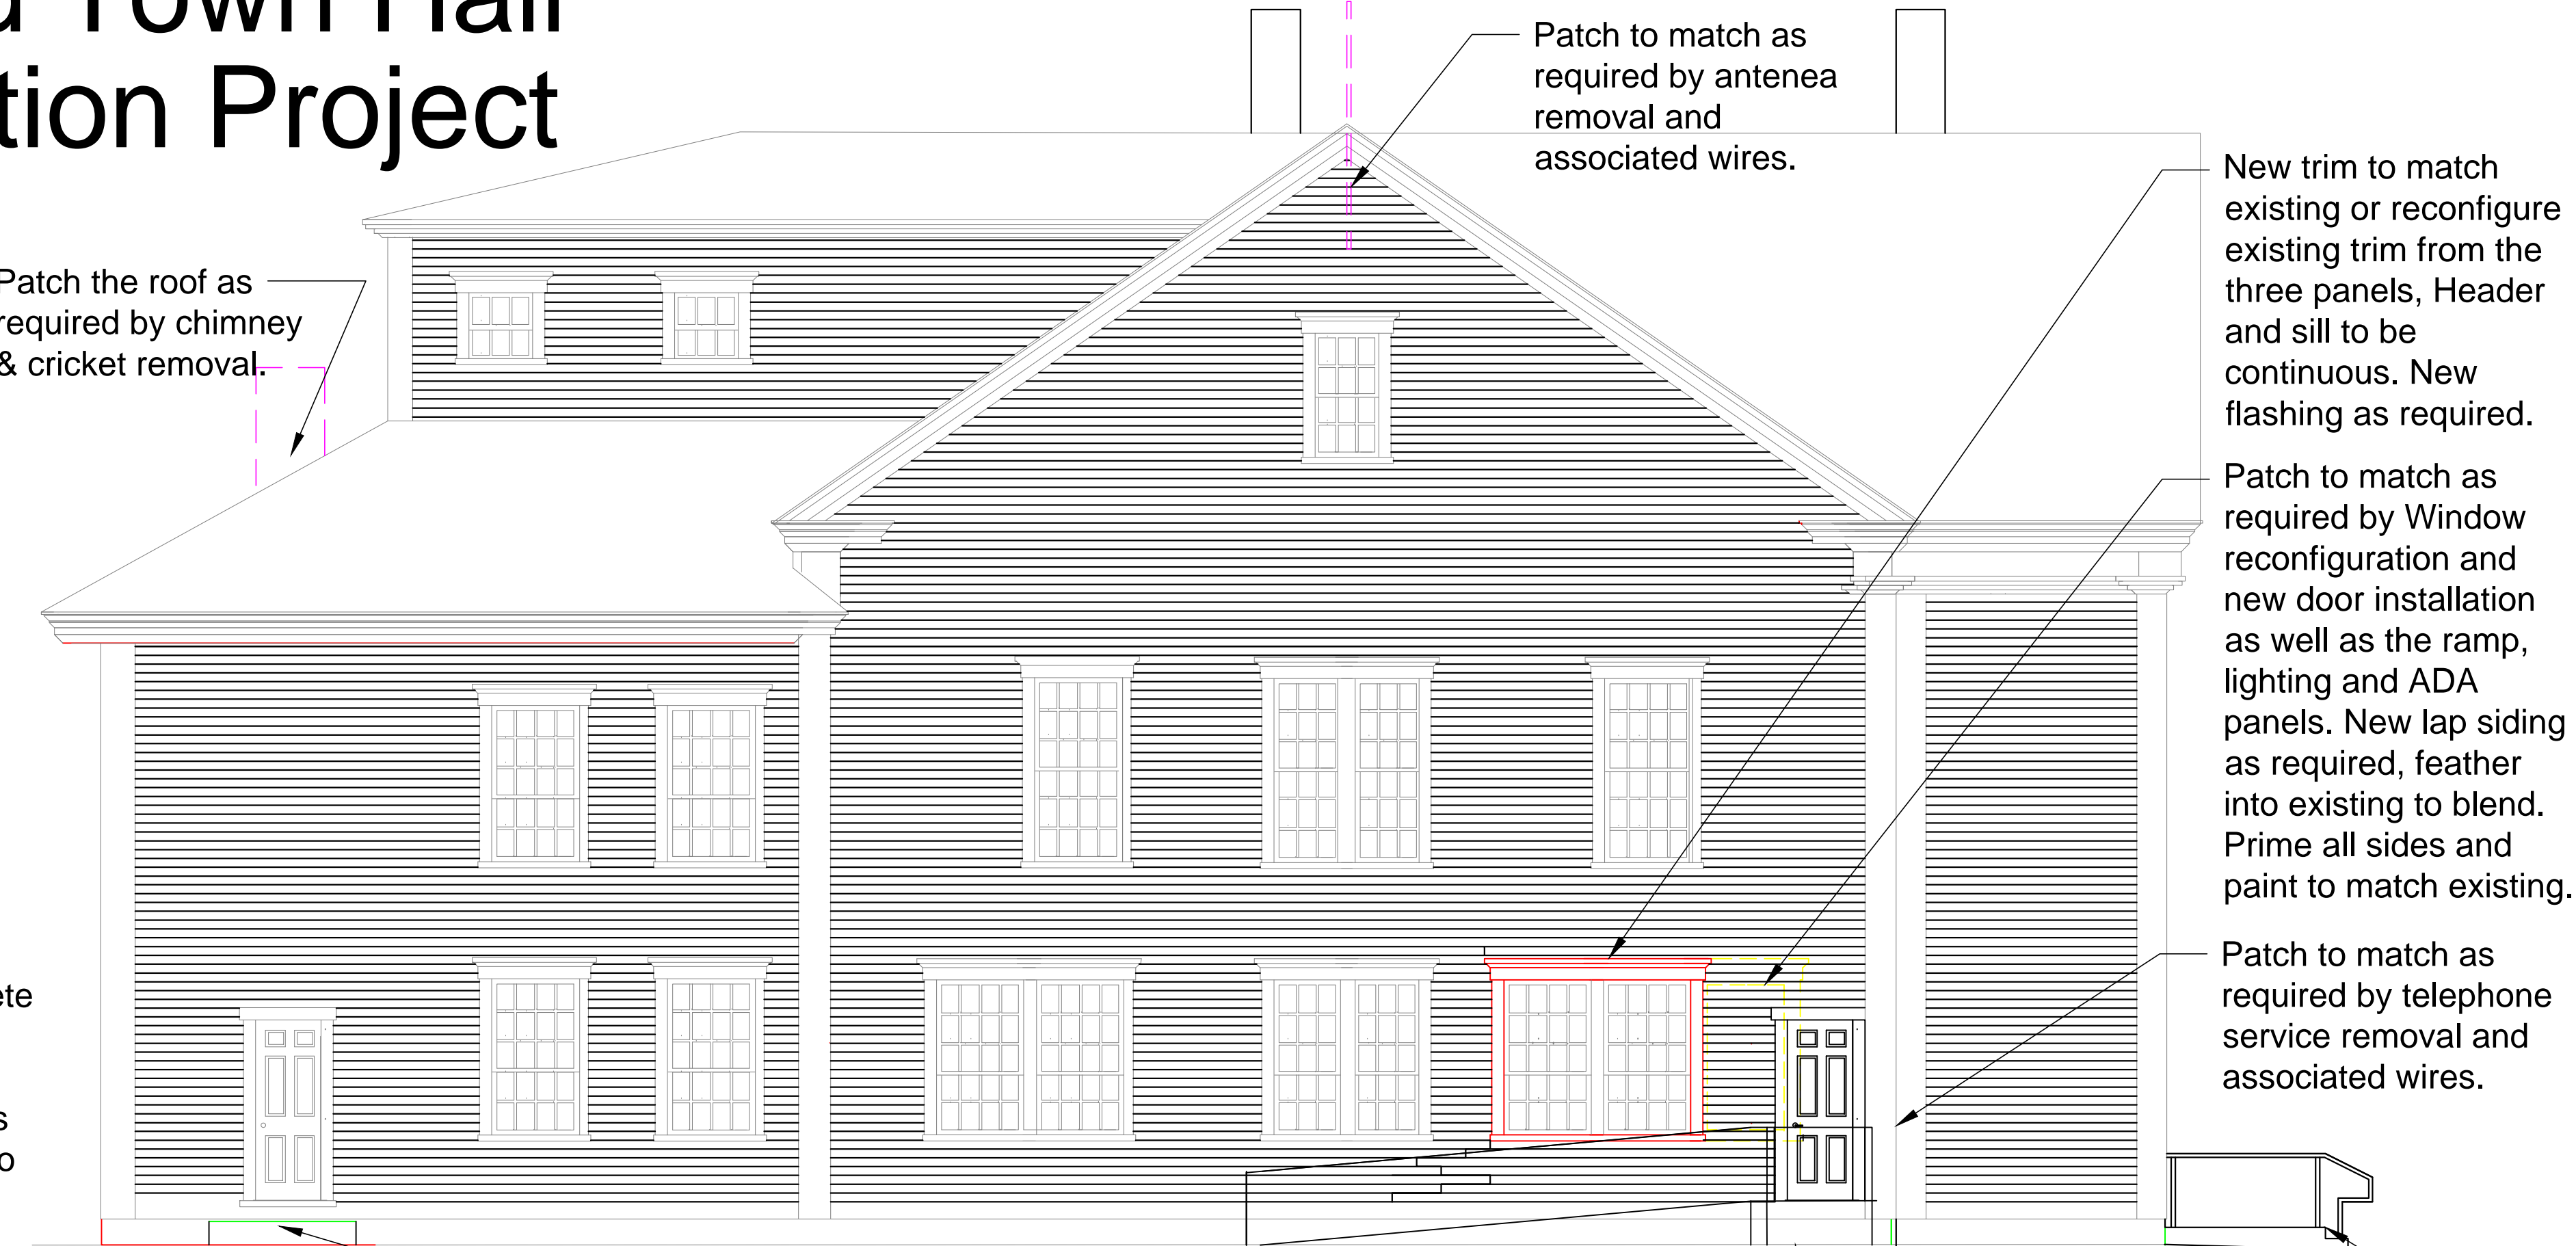 Town Hall
tion Project
Patch to match as
required by antenea
removal and
associated wires.
New trim to match
existing or reconfigure
existing trim from the
three panels, Header
and sill to be
continuous. New
flashing as required.
Patch the roof as
required by chimney
& cricket removal.
Patch to match as
required by Window
reconfiguration and
new door installation
as well as the ramp,
lighting and ADA
panels. New lap siding
as required, feather
into existing to blend.
Prime all sides and
paint to match existing.
Patch to match as
required by telephone
service removal and
associated wires.
ete
s
o